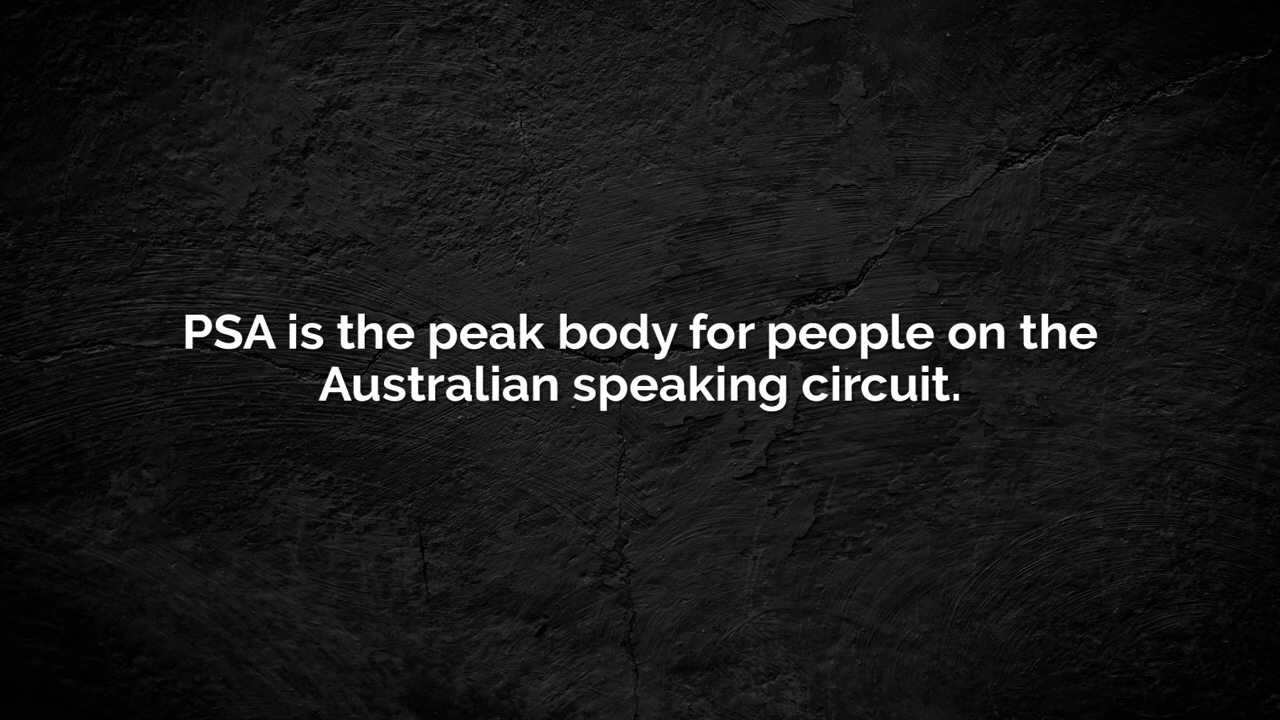 PSA is the peak body for people on the
Australian speaking circuit.